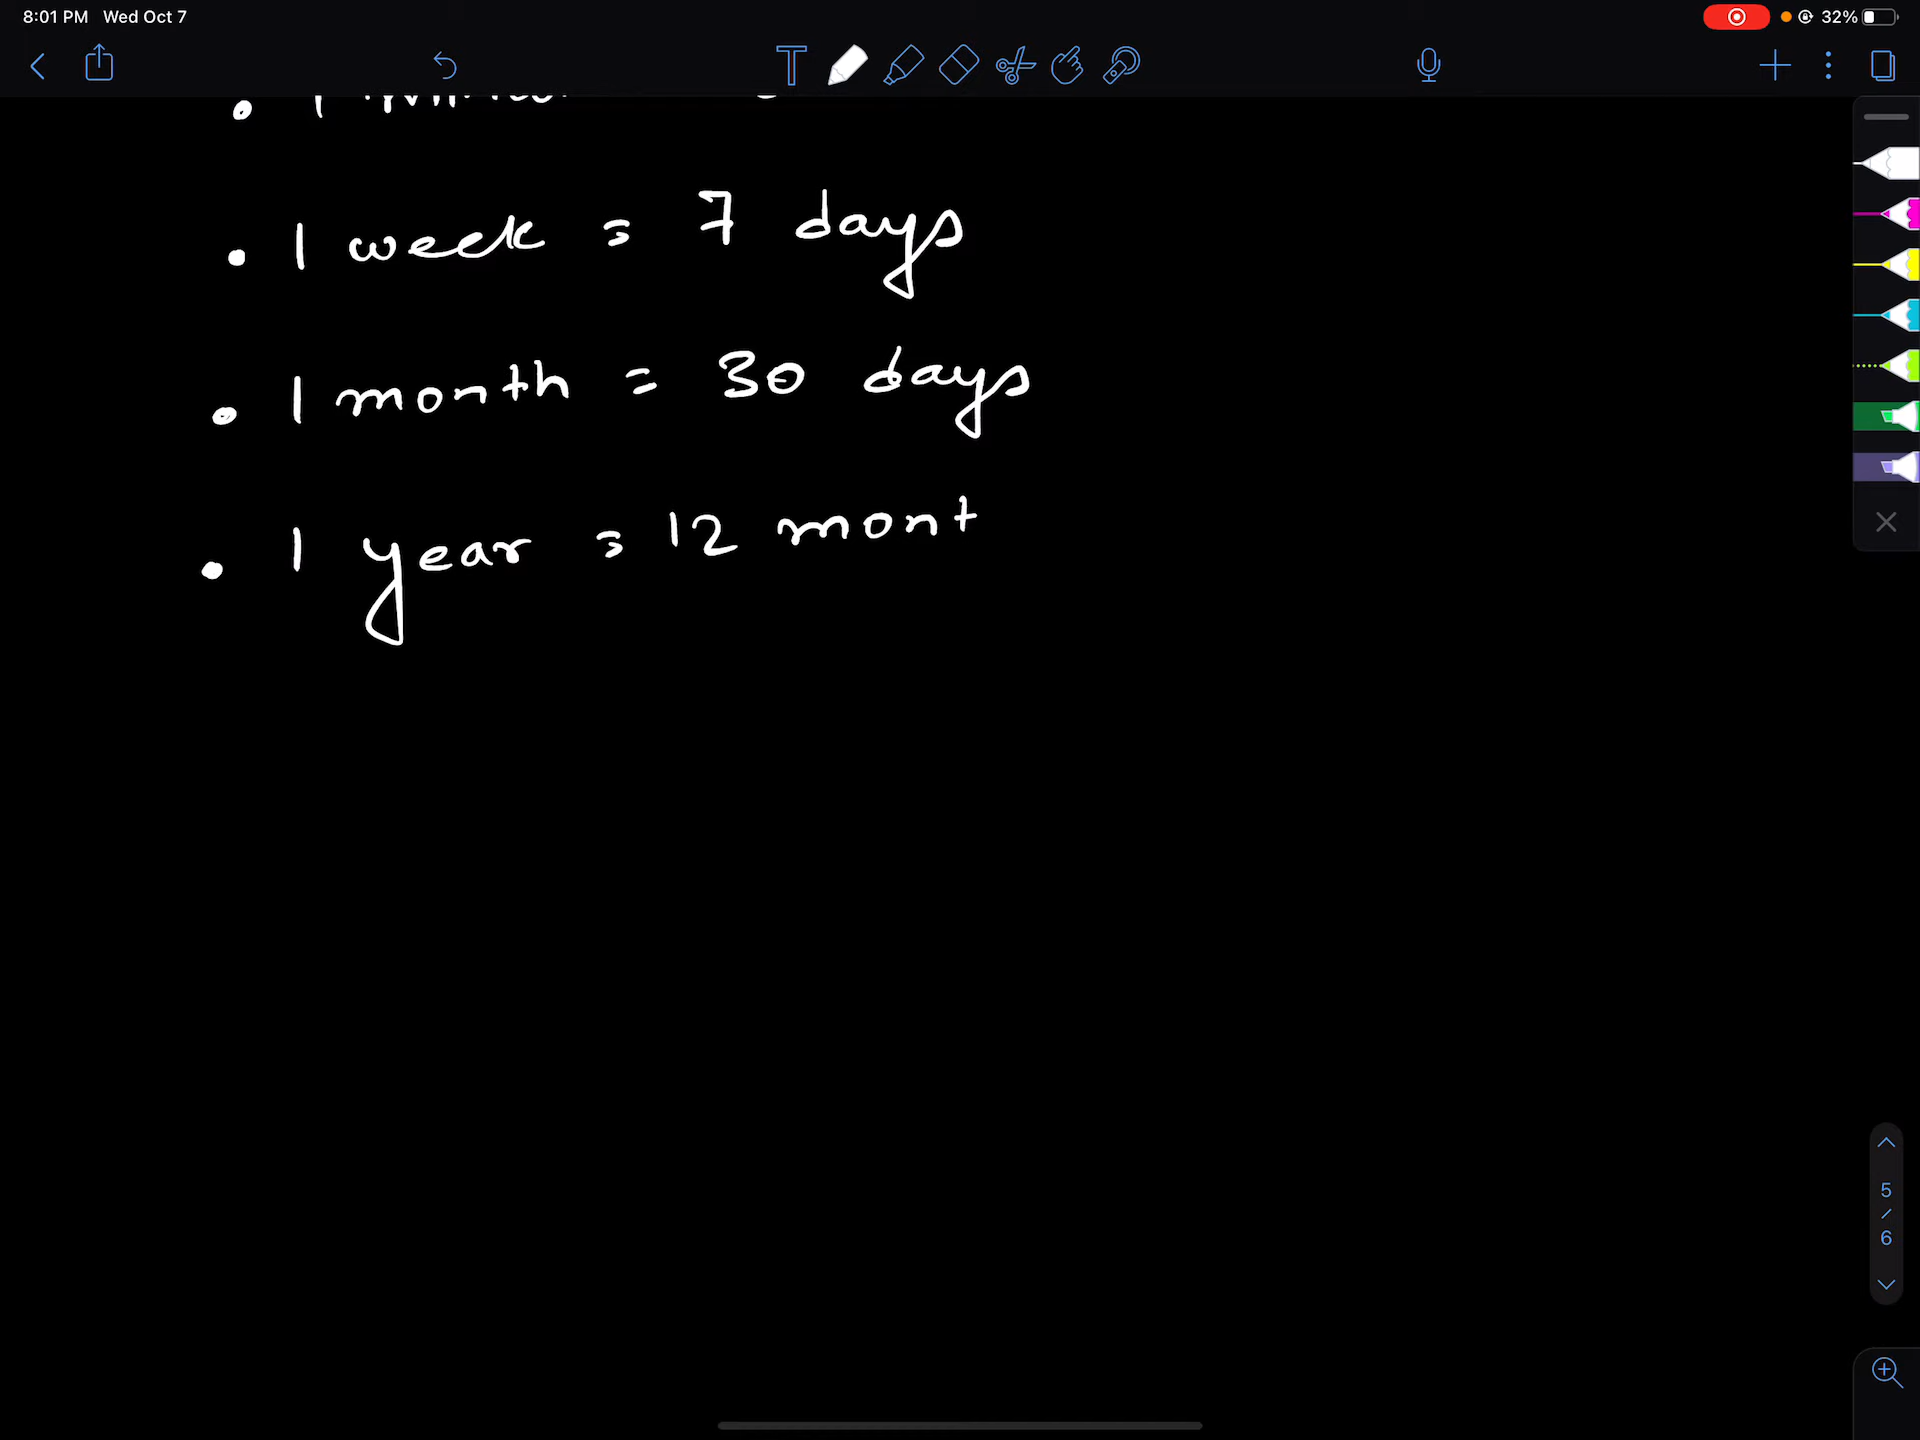 8:01 PM Wed Oct 7
32%
T
• 1
• 1 week = 7 days
• 1 month = 30 days
• 1 year = 12 mont
5
/
6